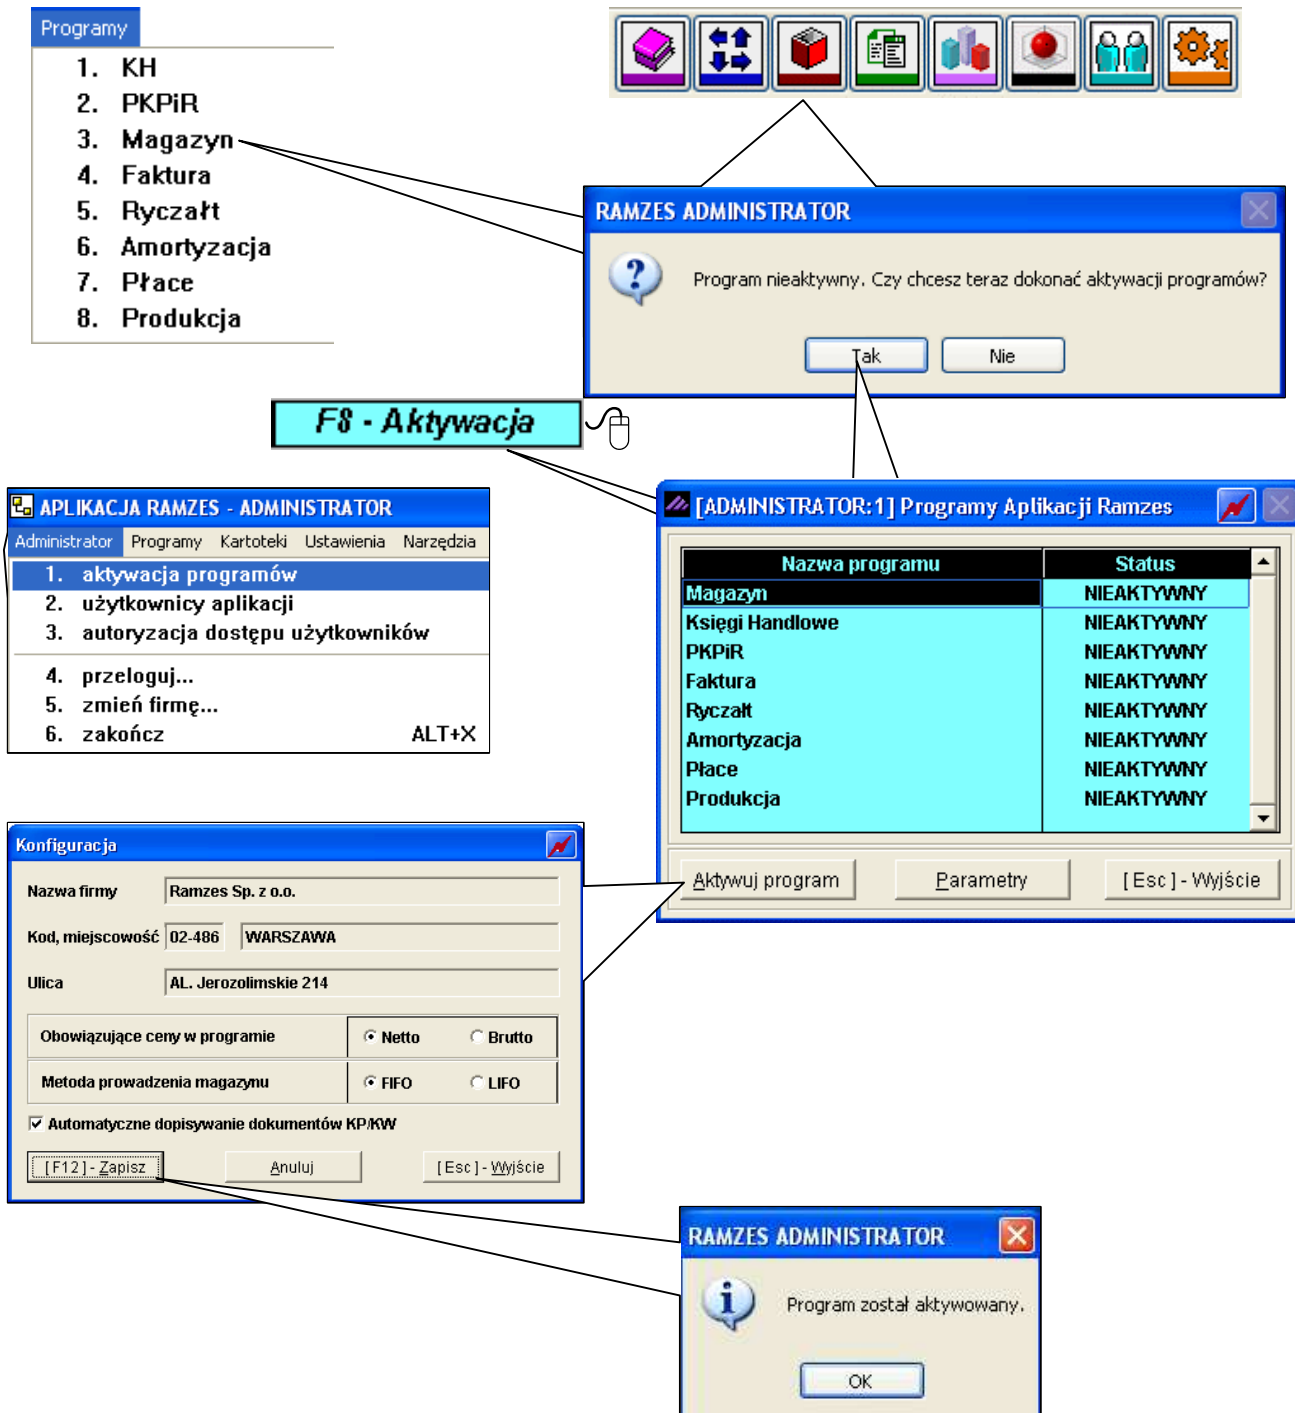 Programy
1. KH
2. PKPiR
3. Magazyn
4. Faktura
5. Ryczałt
6. Amortyzacja
7. Płace
8. Produkcja
RAMZES ADMINISTRATOR
Program nieaktywny. Czy chcesz teraz dokonać aktywacji programów?
Tak Nie
F8 - Aktywacja
APLIKACJA RAMZES - ADMINISTRATOR
Administrator Programy Kartoteki Ustawienia Narzędzia
1. aktywacja programów
2. użytkownicy aplikacji
3. autoryzacja dostępu użytkowników
4. przeloguj...
5. zmień firmę...
6. zakończ ALT+X
[ADMINISTRATOR:1] Programy Aplikacji Ramzes
Nazwa programu Status
Magazyn NIEAKTYWNY
Księgi Handlowe NIEAKTYWNY
PKPiR NIEAKTYWNY
Faktura NIEAKTYWNY
Ryczałt NIEAKTYWNY
Amortyzacja NIEAKTYWNY
Płace NIEAKTYWNY
Produkcja NIEAKTYWNY
Aktywuj program Parametry [ Esc ] - Wyjście
Konfiguracja
Nazwa firmy Ramzes Sp. z o.o.
Kod, miejscowość 02-486 WARSZAWA
Ulica AL. Jerozolimskie 214
Obowiązujące ceny w programie Netto Brutto
Metoda prowadzenia magazynu FIFO LIFO
Automatyczne dopisywanie dokumentów KP/KW
[ F12 ] - Zapisz Anuluj [ Esc ] - Wyjście
RAMZES ADMINISTRATOR
Program został aktywowany.
OK